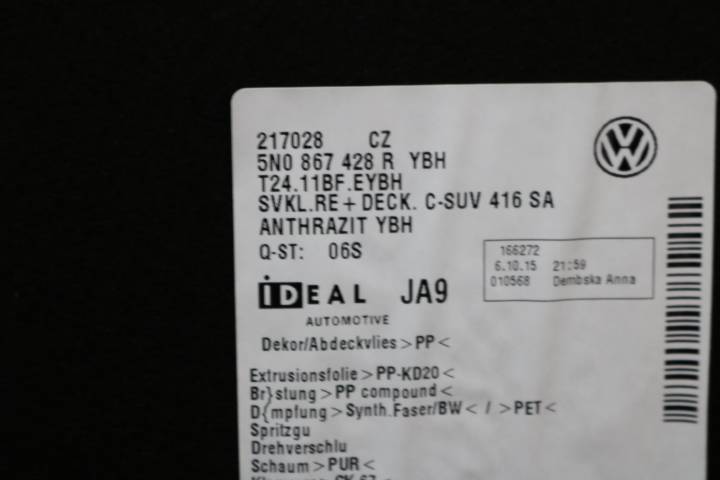 217028 CZ
5N0 867 428 R YBH
T24.11BF.EYBH
SVKL.RE+DECK. C-SUV 416 SA
ANTHRAZIT YBH
Q-ST: 06S
166272
6.10.15 21:59
010568 Dembska Anna
iDEAL JA9
AUTOMOTIVE
Dekor/Abdeckvlies>PP<
Extrusionsfolie>PP-KD20<
Br}stung>PP compound<
D{mpfung>Synth.Faser/BW< / >PET<
Spritzgu
Drehverschlu
Schaum>PUR<